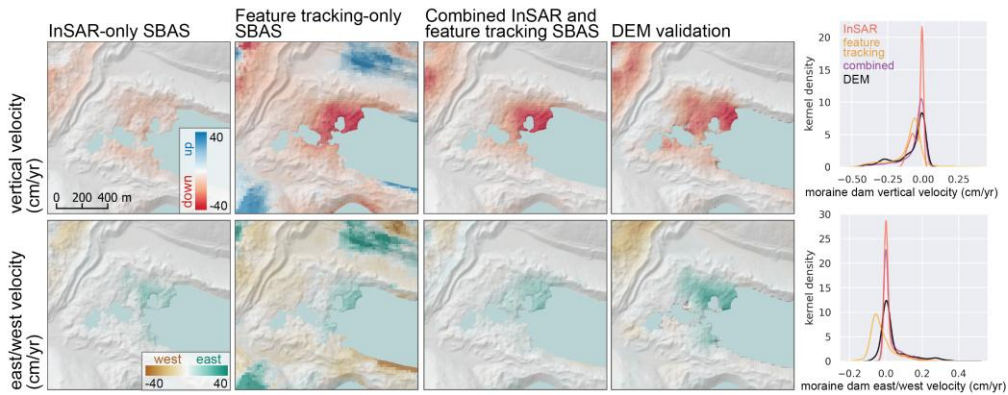 InSAR-only SBAS
Feature tracking-only
SBAS
Combined InSAR and
feature tracking SBAS
DEM validation
vertical velocity
(cm/yr)
0 200 400 m
up
down
40
-40
InSAR
feature
tracking
combined
DEM
kernel density
20
15
10
5
0
-0.50 -0.25 0.00 0.25
moraine dam vertical velocity (cm/yr)
east/west velocity
(cm/yr)
west east
-40 40
kernel density
30
25
20
15
10
5
0
-0.2 0.0 0.2 0.4
moraine dam east/west velocity (cm/yr)